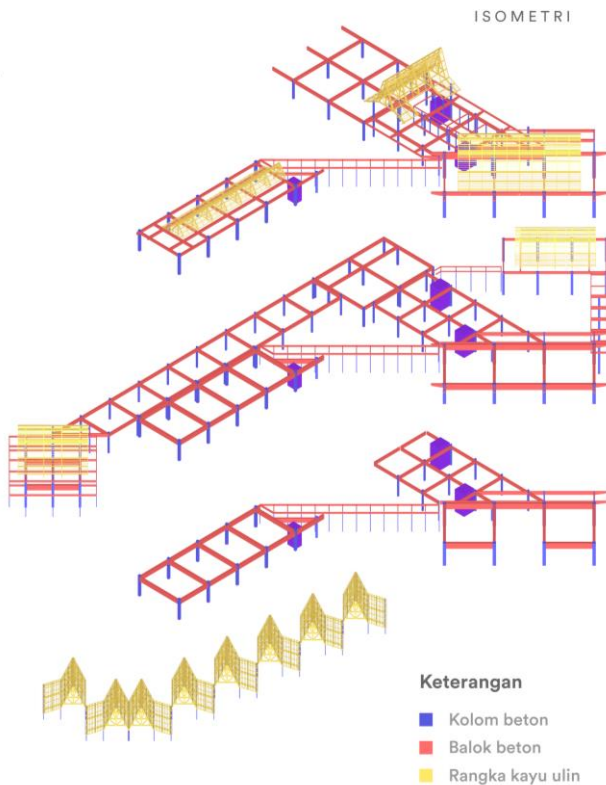 ISOMETRI
Keterangan
Kolom beton
Balok beton
Rangka kayu ulin